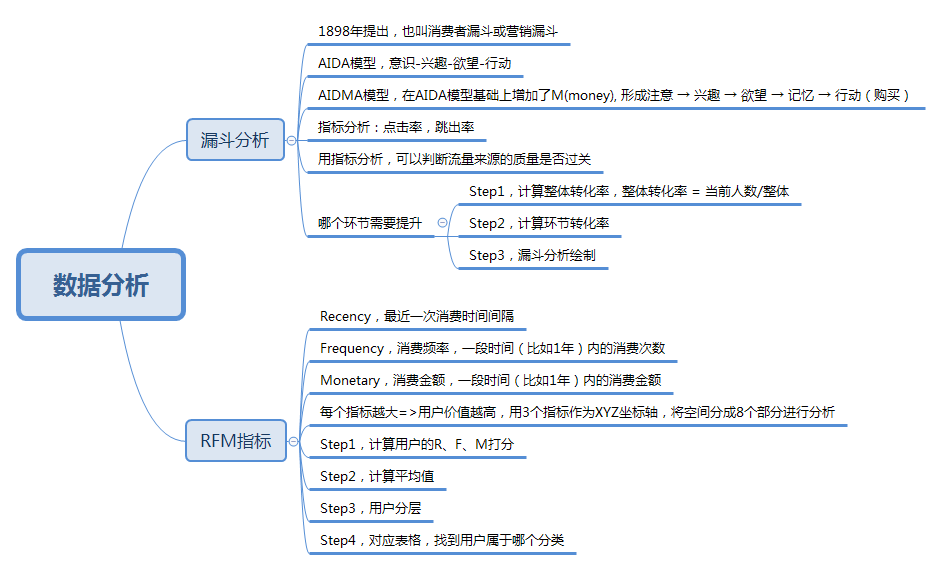 数据分析
漏斗分析
1898年提出，也叫消费者漏斗或营销漏斗
AIDA模型，意识-兴趣-欲望-行动
AIDMA模型，在AIDA模型基础上增加了M(money), 形成注意 → 兴趣 → 欲望 → 记忆 → 行动（购买）
指标分析：点击率，跳出率
用指标分析，可以判断流量来源的质量是否过关
哪个环节需要提升
Step1，计算整体转化率，整体转化率 = 当前人数/整体
Step2，计算环节转化率
Step3，漏斗分析绘制
RFM指标
Recency，最近一次消费时间间隔
Frequency，消费频率，一段时间（比如1年）内的消费次数
Monetary，消费金额，一段时间（比如1年）内的消费金额
每个指标越大=>用户价值越高，用3个指标作为XYZ坐标轴，将空间分成8个部分进行分析
Step1，计算用户的R、F、M打分
Step2，计算平均值
Step3，用户分层
Step4，对应表格，找到用户属于哪个分类